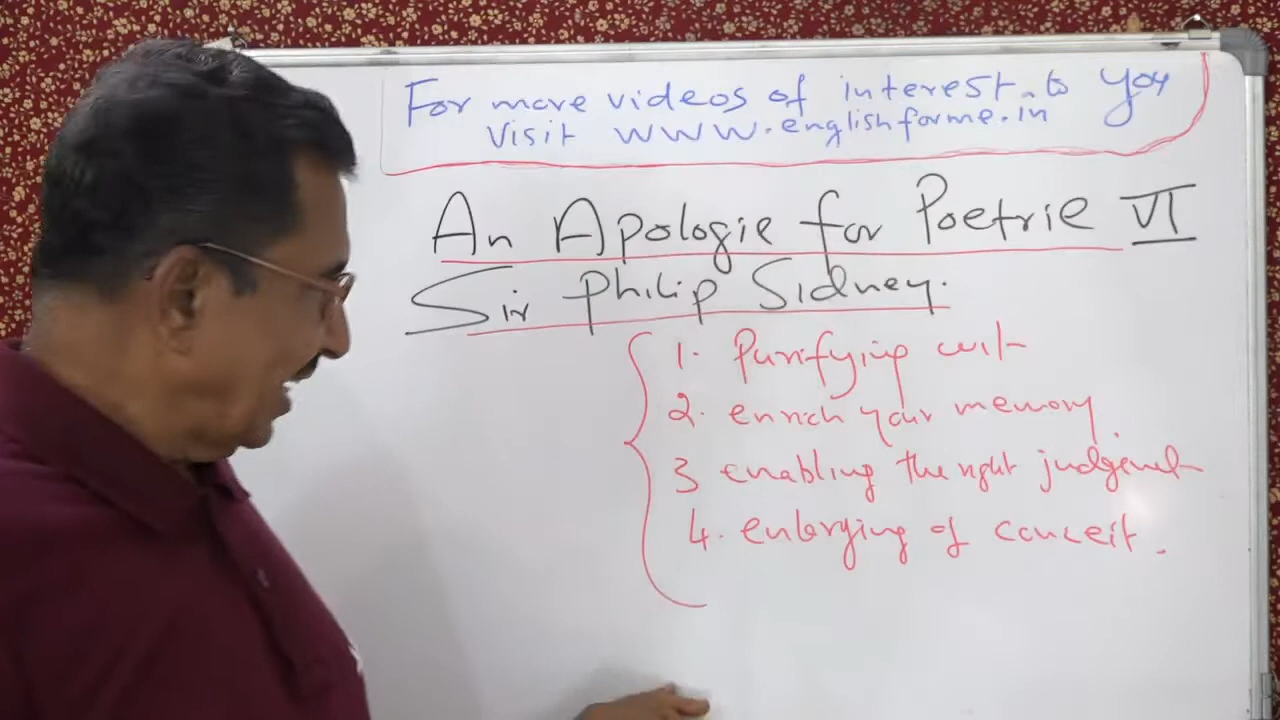 For more videos of interest to you
Visit www.englishforme.in
An Apologie for Poetrie VI
Sir Philip Sidney.
1. Purifying wit
2. enrich your memory
3 enabling the right judgement
4. enlarging of conceit.